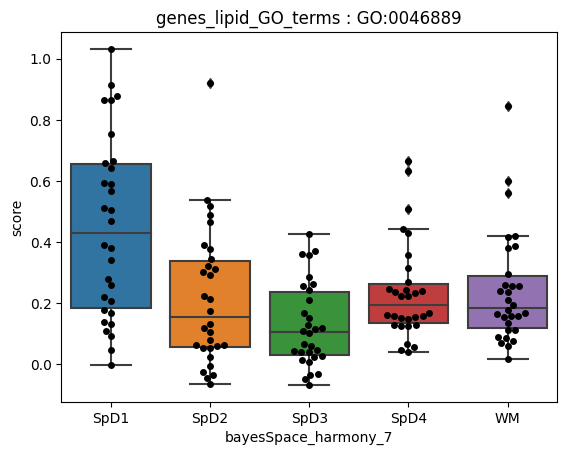 genes_lipid_GO_terms : GO:0046889
score
1.0
0.8
0.6
0.4
0.2
0.0
SpD1 SpD2 SpD3 SpD4 WM
bayesSpace_harmony_7